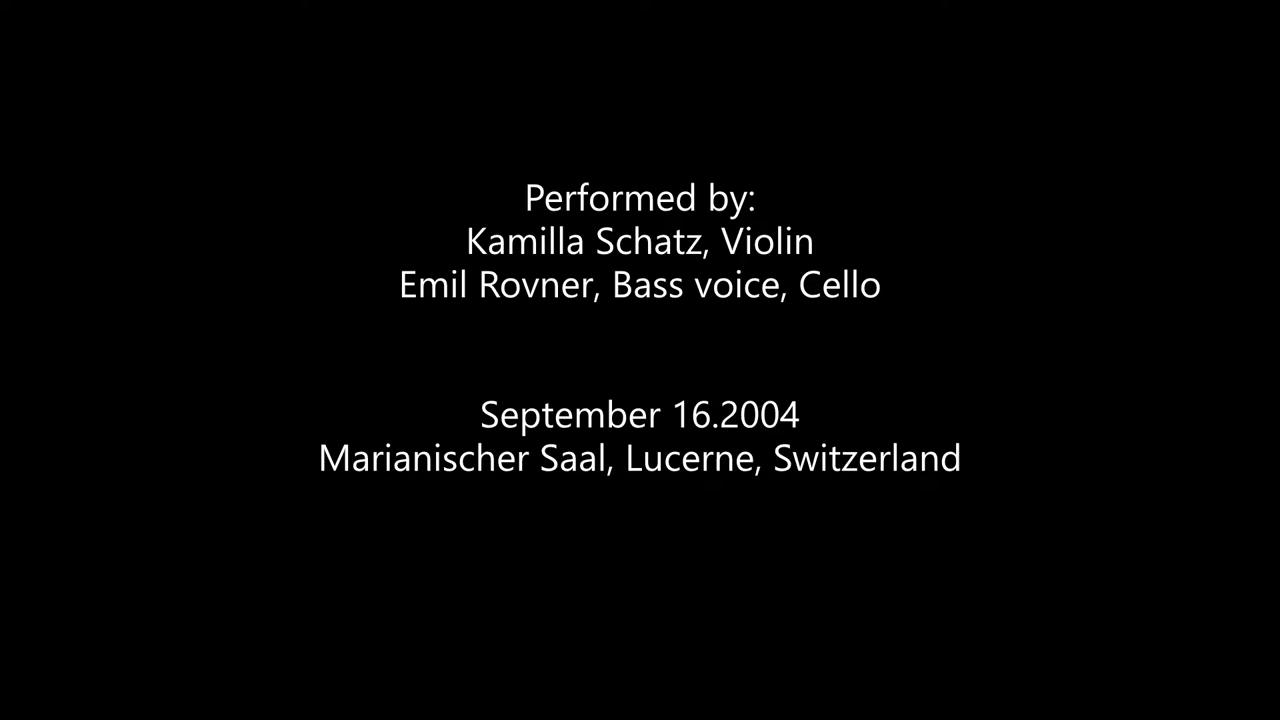 Performed by:
Kamilla Schatz, Violin
Emil Rovner, Bass voice, Cello
September 16.2004
Marianischer Saal, Lucerne, Switzerland